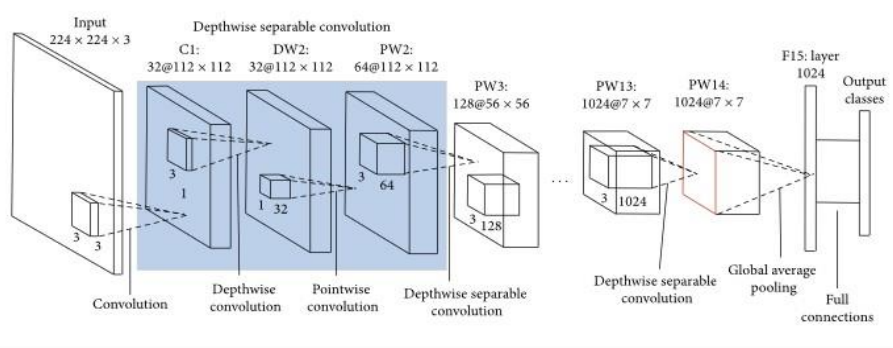 Input
224 × 224 × 3
Depthwise separable convolution
C1:
32@112 × 112
DW2:
32@112 × 112
PW2:
64@112 × 112
PW3:
128@56 × 56
PW13:
1024@7 × 7
PW14:
1024@7 × 7
F15: layer
1024
Output
classes
3
3
3
1
1
32
3
64
3
128
...
3
1024
Convolution
Depthwise
convolution
Pointwise
convolution
Depthwise separable
convolution
Depthwise separable
convolution
Global average
pooling
Full
connections